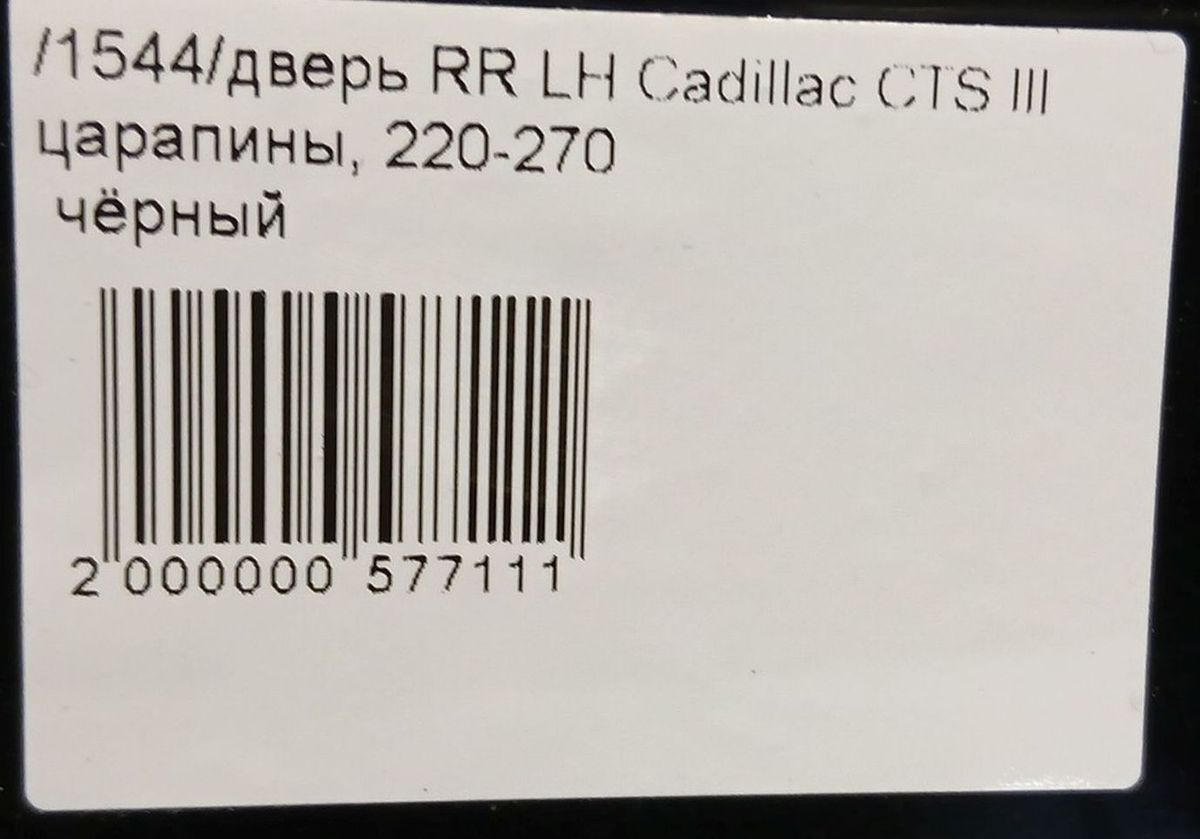 /1544/дверь RR LH Cadillac CTS III
царапины, 220-270
чёрный
2 000000 577111